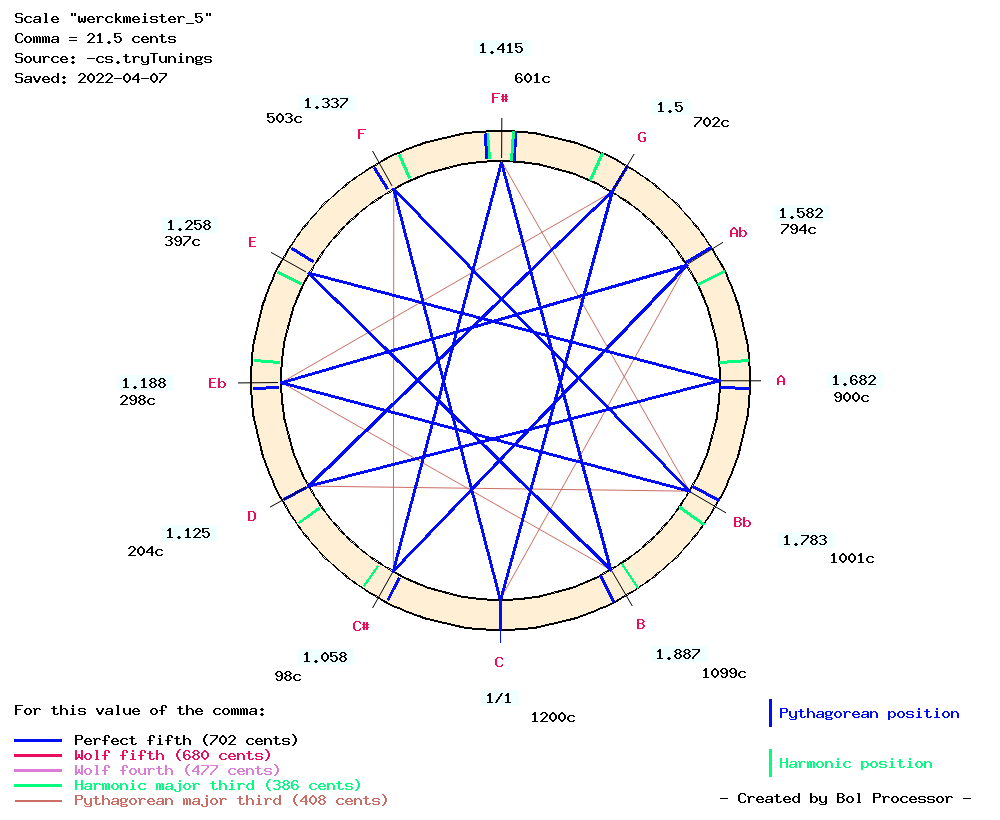 Scale "werckmeister_5"
Comma = 21.5 cents
Source: -cs.tryTunings
Saved: 2022-04-07
1.415
601c
F#
1.337
503c
F
1.5
702c
G
1.258
397c
E
1.582
794c
Ab
1.188
298c
Eb
A
1.682
900c
D
1.125
204c
Bb
1.783
1001c
C#
1.058
98c
B
1.887
1099c
C
1/1
1200c
For this value of the comma:
Perfect fifth (702 cents)
Wolf fifth (680 cents)
Wolf fourth (477 cents)
Harmonic major third (386 cents)
Pythagorean major third (408 cents)
Pythagorean position
Harmonic position
- Created by Bol Processor -